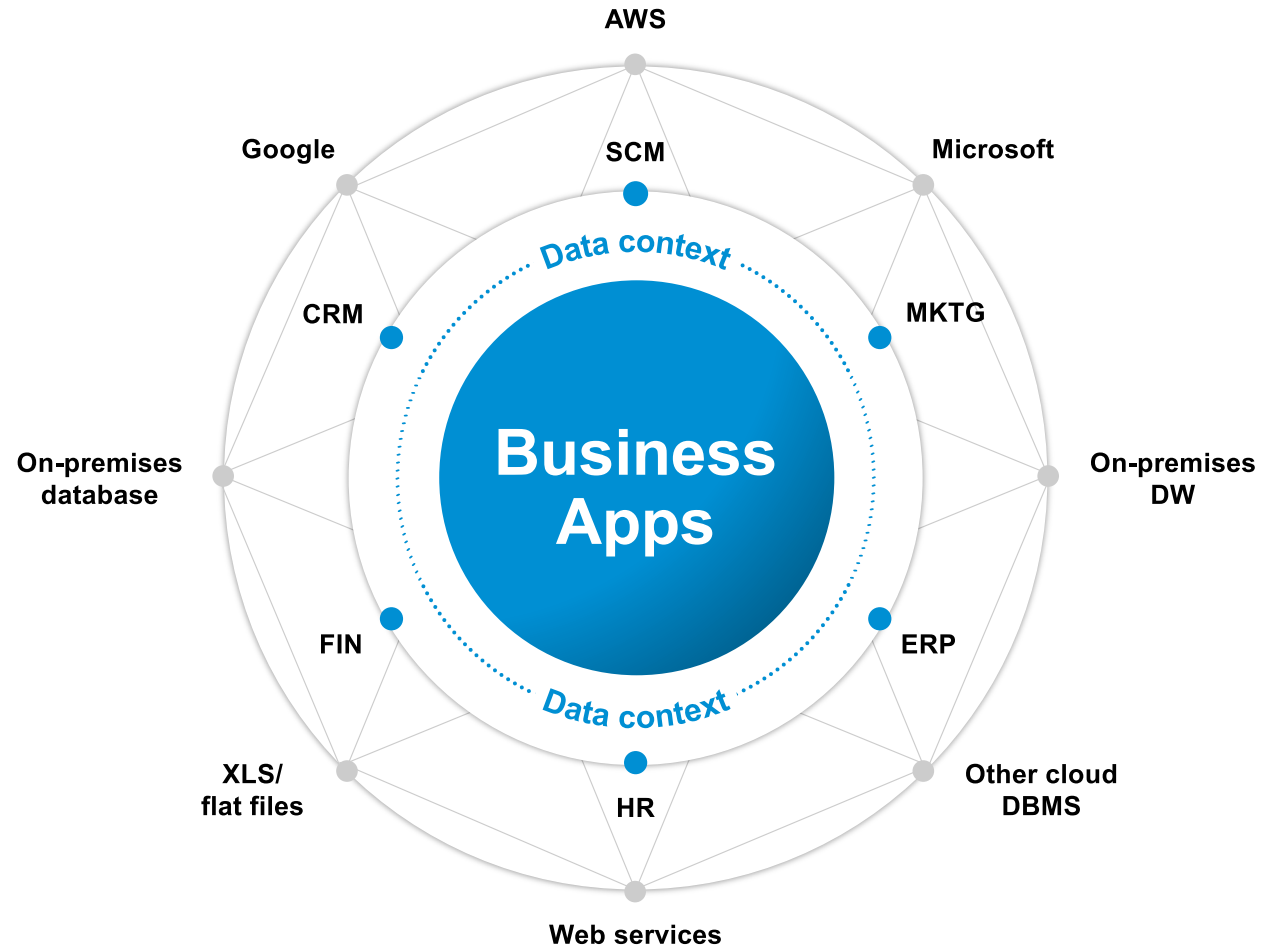 AWS
Google
Microsoft
SCM
Data context
CRM
MKTG
Business
Apps
On-premises
database
On-premises
DW
FIN
ERP
Data context
XLS/
flat files
Other cloud
DBMS
HR
Web services